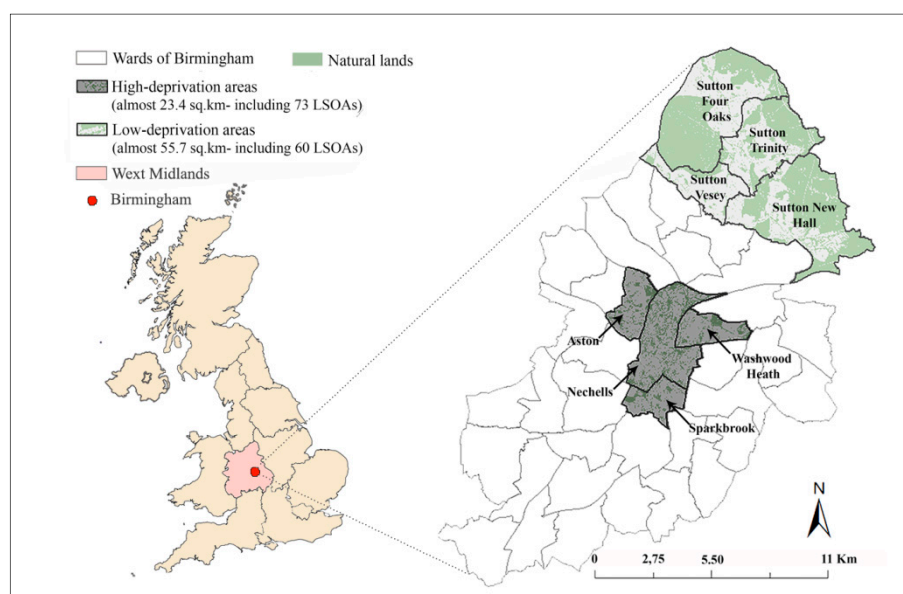 Wards of Birmingham
Natural lands
High-deprivation areas
(almost 23.4 sq.km- including 73 LSOAs)
Low-deprivation areas
(almost 55.7 sq.km- including 60 LSOAs)
Wext Midlands
Birmingham
Sutton
Four
Oaks
Sutton
Trinity
Sutton
Vesey
Sutton New
Hall
Aston
Washwood
Heath
Nechells
Sparkbrook
N
0 2,75 5.50 11 Km